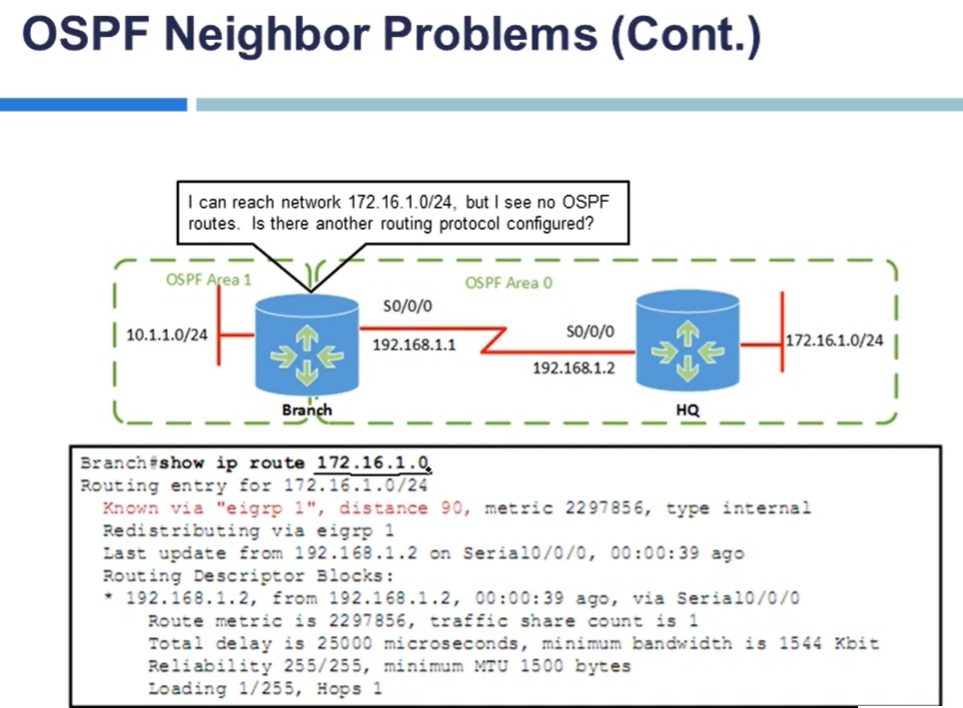 OSPF Neighbor Problems (Cont.)
I can reach network 172.16.1.0/24, but I see no OSPF
routes. Is there another routing protocol configured?
OSPF Area 1
OSPF Area 0
S0/0/0
10.1.1.0/24
192.168.1.1
S0/0/0
172.16.1.0/24
192.168.1.2
Branch
HQ
Branch#show ip route 172.16.1.0
Routing entry for 172.16.1.0/24
Known via "eigrp 1", distance 90, metric 2297856, type internal
Redistributing via eigrp 1
Last update from 192.168.1.2 on Serial0/0/0, 00:00:39 ago
Routing Descriptor Blocks:
* 192.168.1.2, from 192.168.1.2, 00:00:39 ago, via Serial0/0/0
Route metric is 2297856, traffic share count is 1
Total delay is 25000 microseconds, minimum bandwidth is 1544 Kbit
Reliability 255/255, minimum MTU 1500 bytes
Loading 1/255, Hops 1